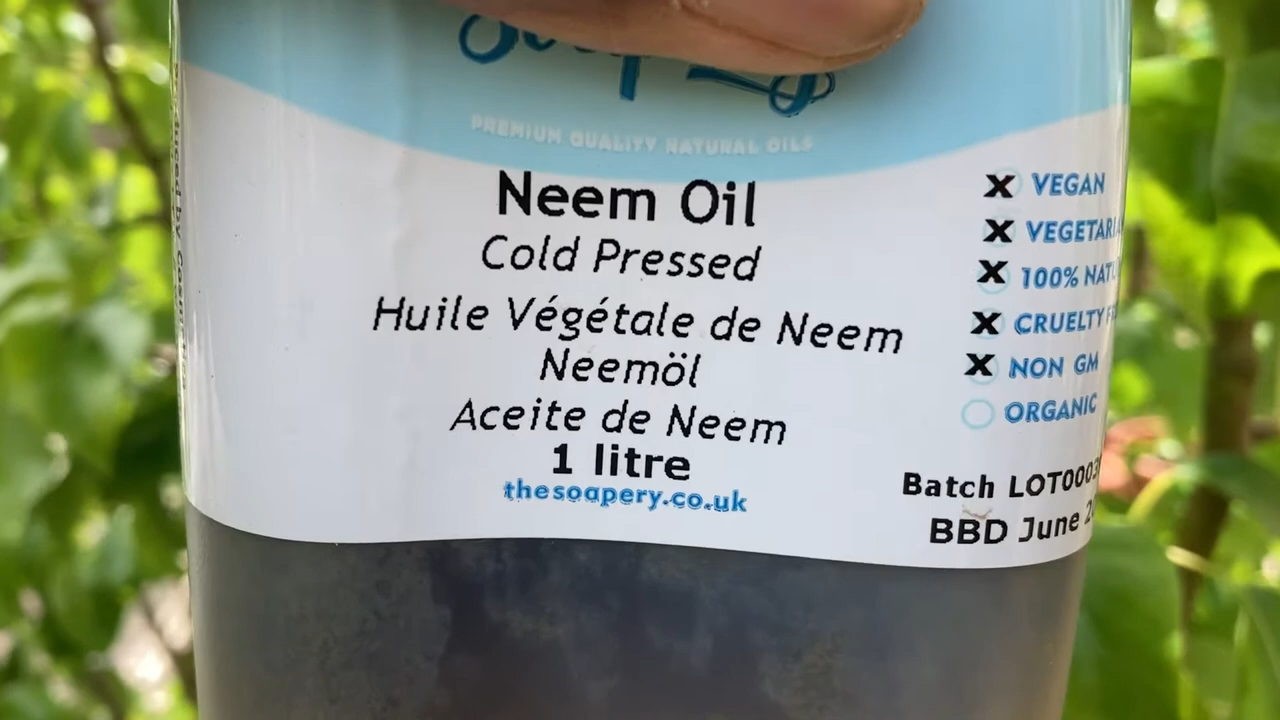 PREMIUM QUALITY NATURAL OILS
Neem Oil
Cold Pressed
Huile Végétale de Neem
Neemöl
Aceite de Neem
1 litre
thesoapery.co.uk
X VEGAN
X
X 100%
X CRUELTY
X NON GM
ORGANIC
Batch
BBD June